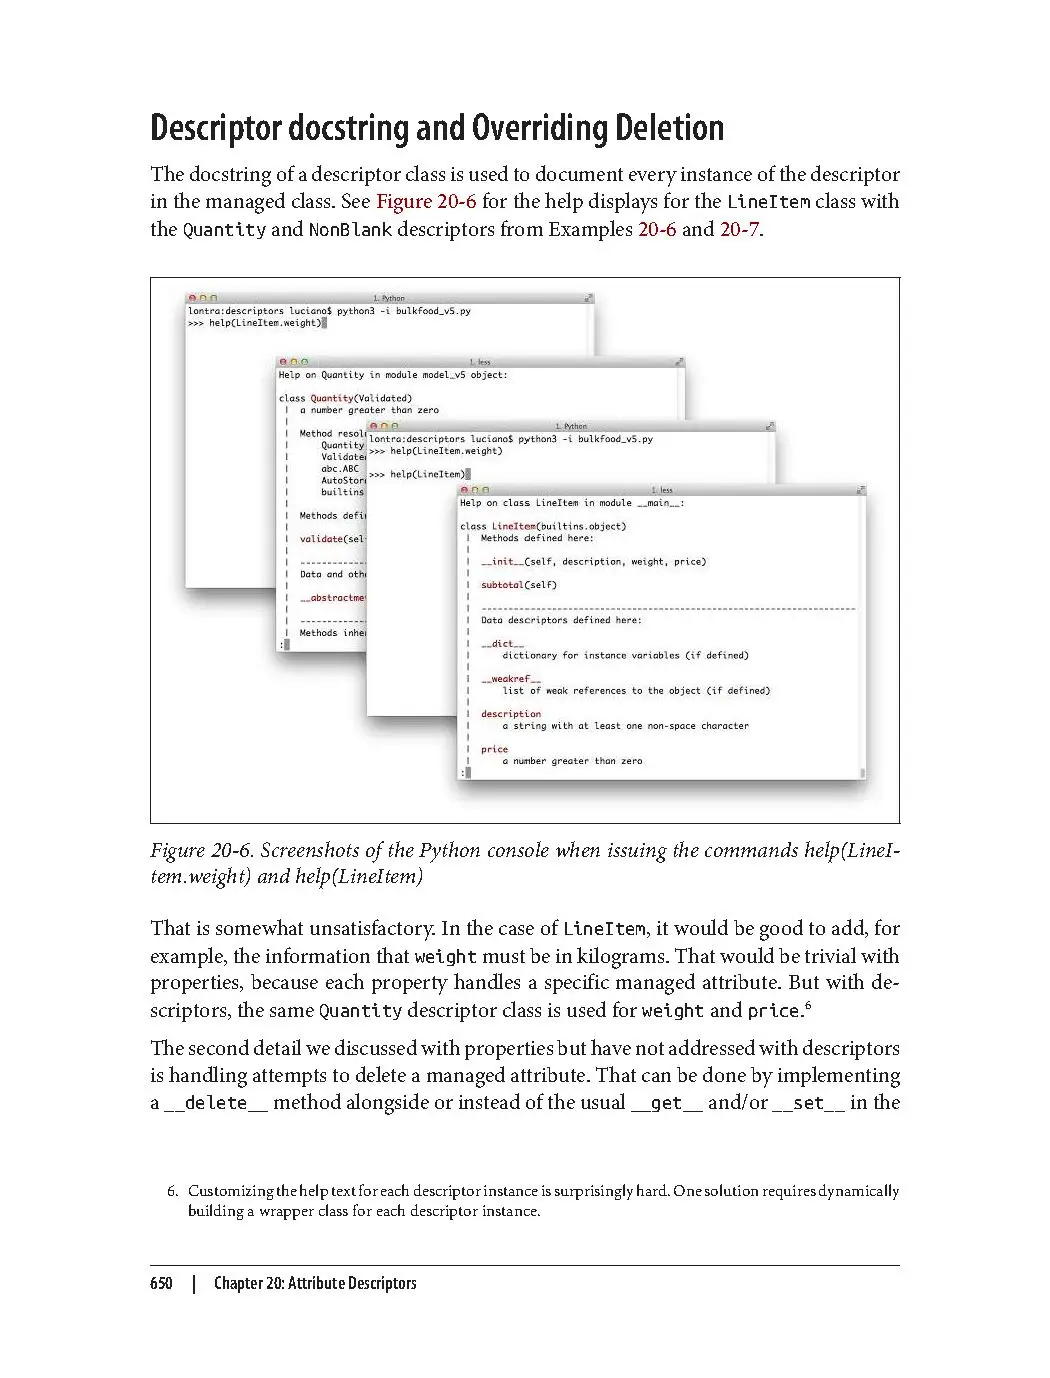 Descriptor docstring and Overriding Deletion
The docstring of a descriptor class is used to document every instance of the descriptor
in the managed class. See Figure 20-6 for the help displays for the LineItem class with
the Quantity and NonBlank descriptors from Examples 20-6 and 20-7.
1. Python
lontra:descriptors luciano$ python3 -i bulkfood_v5.py
>>> help(LineItem.weight)
1. less
Help on Quantity in module model_v5 object:
class Quantity(Validated)
| a number greater than zero
|
| Method resol
| Quantity
| Validate
| abc.ABC
| AutoStor
| builtins
|
| Methods defi
|
| validate(sel
|
| ------------
| Data and oth
|
| __abstractme
|
| ------------
| Methods inhe
:
1. Python
lontra:descriptors luciano$ python3 -i bulkfood_v5.py
>>> help(LineItem.weight)
>>> help(LineItem)
1. less
Help on class LineItem in module __main__:
class LineItem(builtins.object)
| Methods defined here:
|
| __init__(self, description, weight, price)
|
| subtotal(self)
|
| ----------------------------------------------------------------------
| Data descriptors defined here:
|
| __dict__
| dictionary for instance variables (if defined)
|
| __weakref__
| list of weak references to the object (if defined)
|
| description
| a string with at least one non-space character
|
| price
| a number greater than zero
:
Figure 20-6. Screenshots of the Python console when issuing the commands help(LineI-
tem.weight) and help(LineItem)
That is somewhat unsatisfactory. In the case of LineItem, it would be good to add, for
example, the information that weight must be in kilograms. That would be trivial with
properties, because each property handles a specific managed attribute. But with de-
scriptors, the same Quantity descriptor class is used for weight and price.6
The second detail we discussed with properties but have not addressed with descriptors
is handling attempts to delete a managed attribute. That can be done by implementing
a __delete__ method alongside or instead of the usual __get__ and/or __set__ in the
6. Customizing the help text for each descriptor instance is surprisingly hard. One solution requires dynamically
building a wrapper class for each descriptor instance.
650 | Chapter 20: Attribute Descriptors